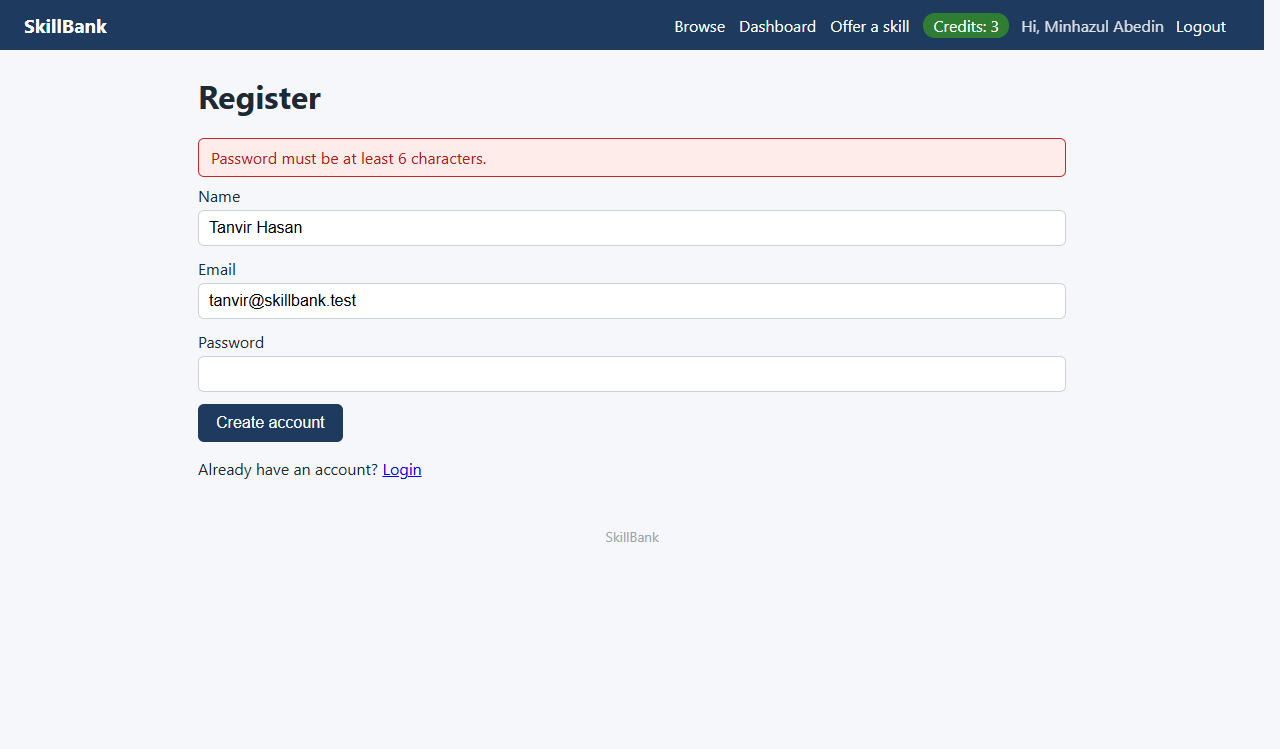 SkillBank Browse Dashboard Offer a skill Credits: 3 Hi, Minhazul Abedin Logout
Register
Password must be at least 6 characters.
Name
Tanvir Hasan
Email
tanvir@skillbank.test
Password
Create account
Already have an account? Login
SkillBank